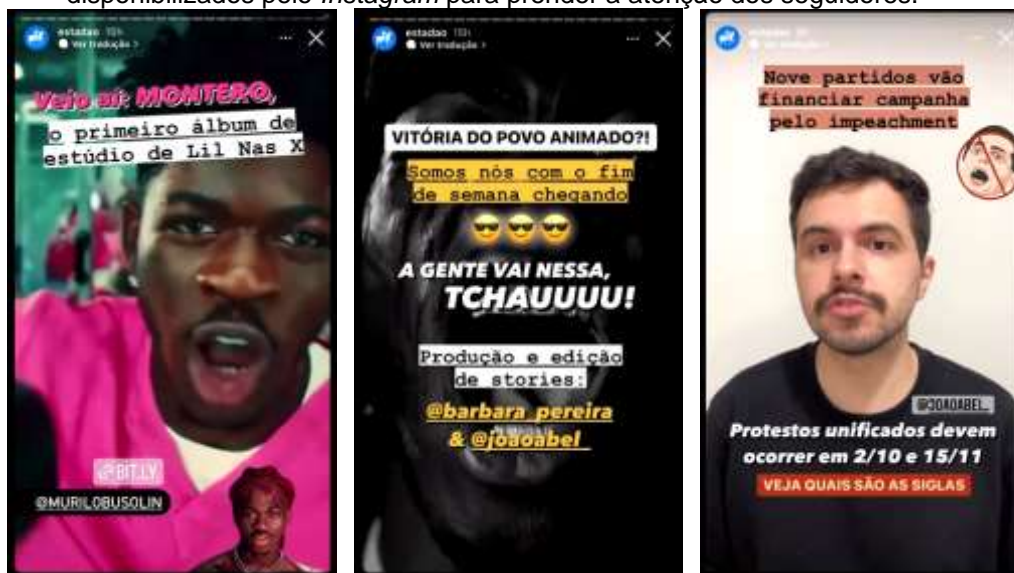 disponibilizados pelo Instagram para prender a atenção dos seguidores.
estadao 15h
Ver tradução >
Veio aí: MONTERO,
o primeiro álbum de
estúdio de Lil Nas X
BIT.LY
@MURILOBUSOLIN
estadao 15h
Ver tradução >
VITÓRIA DO POVO ANIMADO?!
Somos nós com o fim
de semana chegando
A GENTE VAI NESSA,
TCHAUUUU!
Produção e edição
de stories:
@barbara_pereira
& @joaoabel_
estadao
Ver tradução >
Nove partidos vão
financiar campanha
pelo impeachment
@JOAOABEL_
Protestos unificados devem
ocorrer em 2/10 e 15/11
VEJA QUAIS SÃO AS SIGLAS